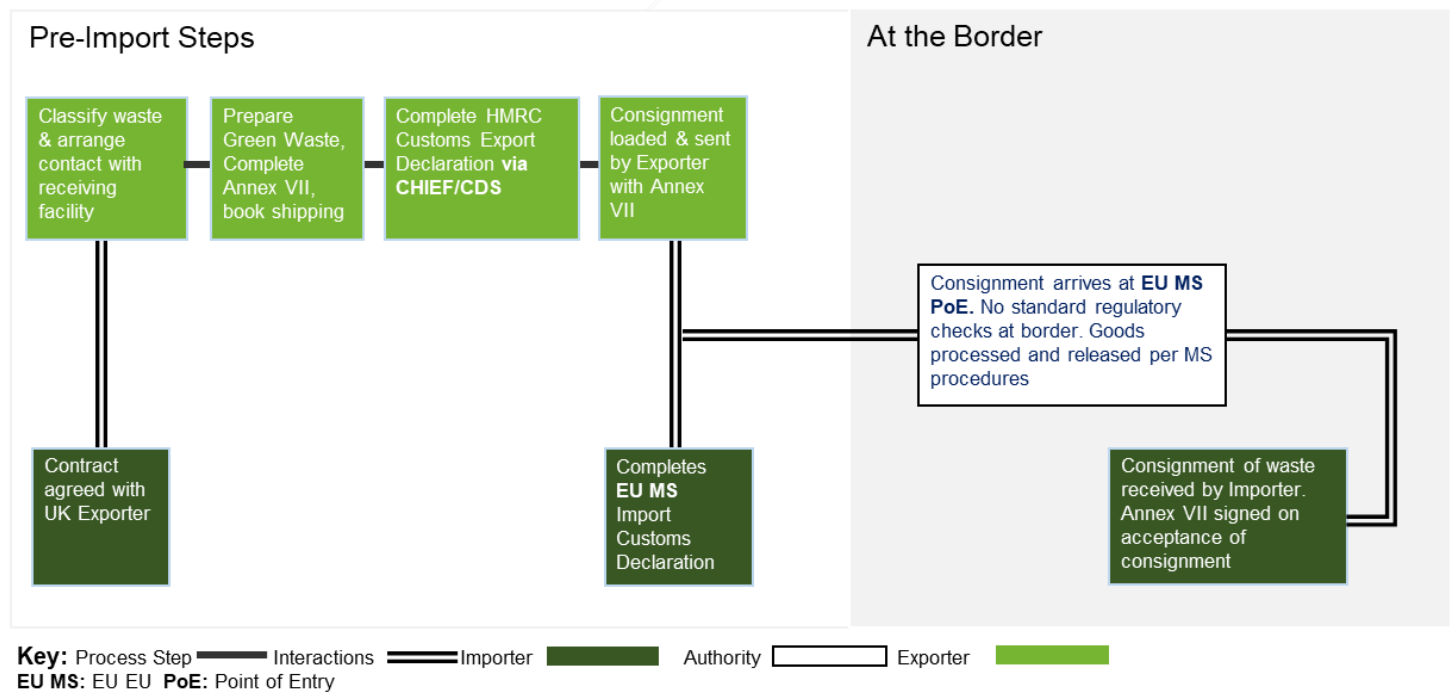 Pre-Import Steps
At the Border
Classify waste
& arrange
contact with
receiving
facility
Prepare
Green Waste,
Complete
Annex VII,
book shipping
Complete HMRC
Customs Export
Declaration via
CHIEF/CDS
Consignment
loaded & sent
by Exporter
with Annex
VII
Consignment arrives at EU MS
PoE. No standard regulatory
checks at border. Goods
processed and released per MS
procedures
Contract
agreed with
UK Exporter
Completes
EU MS
Import
Customs
Declaration
Consignment of waste
received by Importer.
Annex VII signed on
acceptance of
consignment
Key: Process Step Interactions Importer Authority Exporter
EU MS: EU EU PoE: Point of Entry